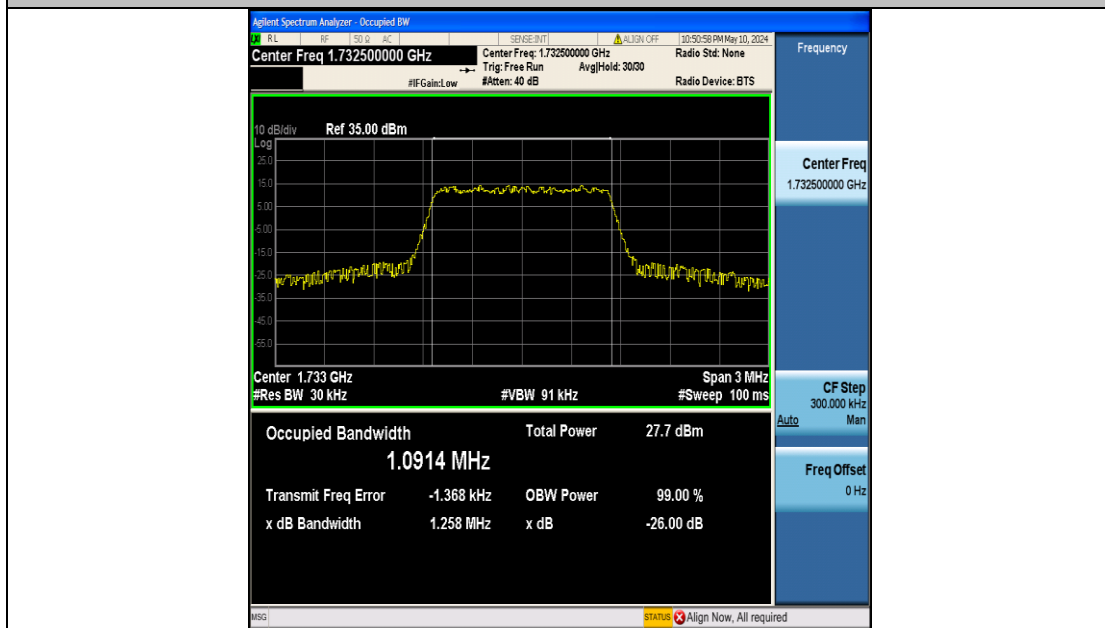 Agilent Spectrum Analyzer - Occupied BW
RL RF 50 Ω AC SENSE:INT ALIGN OFF 10:50:58 PM May 10, 2024
Center Freq 1.732500000 GHz
Center Freq: 1.732500000 GHz Radio Std: None
Trig: Free Run Avg|Hold: 30/30
#IFGain:Low #Atten: 40 dB Radio Device: BTS
10 dB/div Ref 35.00 dBm
Log
25.0
15.0
5.00
-5.00
-15.0
-25.0
-35.0
-45.0
-55.0
Center 1.733 GHz Span 3 MHz
#Res BW 30 kHz #VBW 91 kHz #Sweep 100 ms
Occupied Bandwidth Total Power 27.7 dBm
1.0914 MHz
Transmit Freq Error -1.368 kHz OBW Power 99.00 %
x dB Bandwidth 1.258 MHz x dB -26.00 dB
Frequency
Center Freq
1.732500000 GHz
CF Step
300.000 kHz
Auto Man
Freq Offset
0 Hz
MSG STATUS Align Now, All required